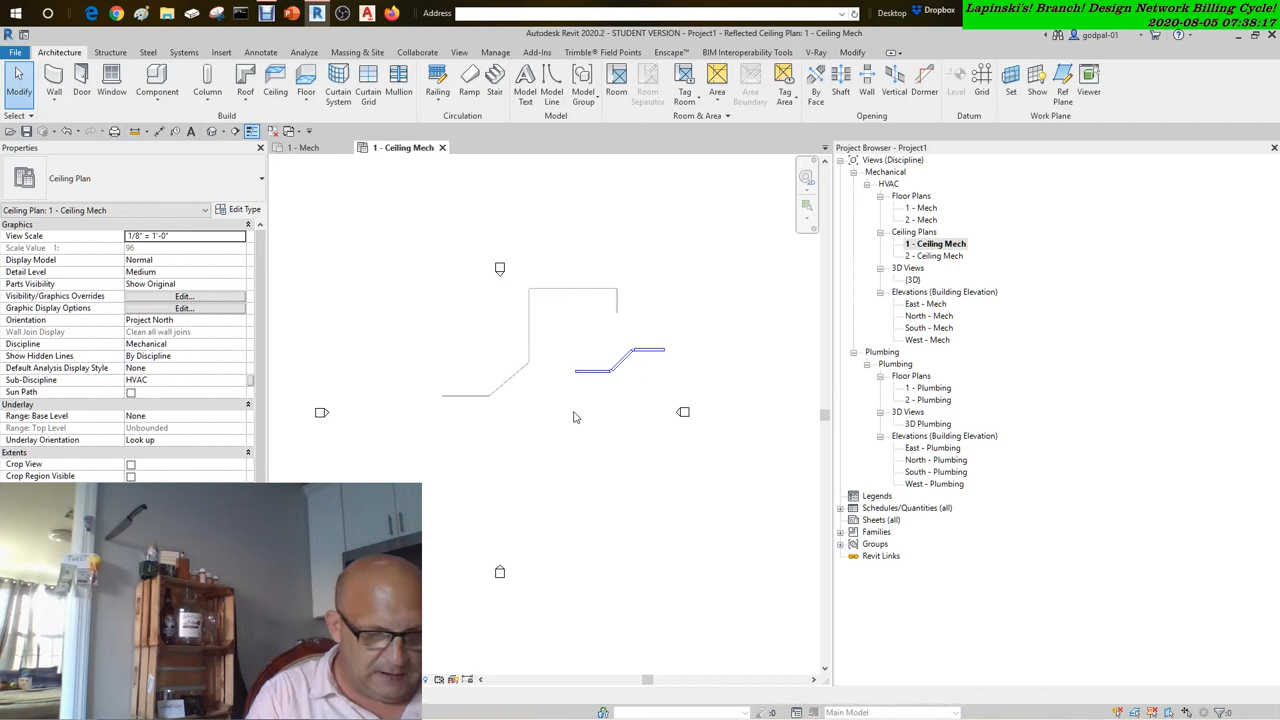 Address
Desktop
Dropbox
Lapinski's! Branch! Design Network Billing Cycle!
2020-08-05 07:38:17
Autodesk Revit 2020.2 - STUDENT VERSION - Project1 - Reflected Ceiling Plan: 1 - Ceiling Mech
godpal-01
File Architecture Structure Steel Systems Insert Annotate Analyze Massing & Site Collaborate View Manage Add-Ins Trimble® Field Points Enscape™ BIM Interoperability Tools V-Ray Modify
Modify Wall Door Window Component Column Roof Ceiling Floor Curtain System Curtain Grid Mullion Railing Ramp Stair Model Text Model Line Model Group Room Room Separator Tag Room Area Area Boundary Tag Area By Face Shaft Wall Vertical Dormer Level Grid Set Show Ref Plane Viewer
Select Build Circulation Model Room & Area Opening Datum Work Plane
Properties
1 - Mech
1 - Ceiling Mech
Project Browser - Project1
Ceiling Plan
Ceiling Plan: 1 - Ceiling Mech
Edit Type
Graphics
View Scale 1/8" = 1'-0"
Scale Value 1: 96
Display Model Normal
Detail Level Medium
Parts Visibility Show Original
Visibility/Graphics Overrides Edit...
Graphic Display Options Edit...
Orientation Project North
Wall Join Display Clean all wall joins
Discipline Mechanical
Show Hidden Lines By Discipline
Default Analysis Display Style None
Sub-Discipline HVAC
Sun Path
Underlay
Range: Base Level None
Range: Top Level Unbounded
Underlay Orientation Look up
Extents
Crop View
Crop Region Visible
Views (Discipline)
Mechanical
HVAC
Floor Plans
1 - Mech
2 - Mech
Ceiling Plans
1 - Ceiling Mech
2 - Ceiling Mech
3D Views
{3D}
Elevations (Building Elevation)
East - Mech
North - Mech
South - Mech
West - Mech
Plumbing
Plumbing
Floor Plans
1 - Plumbing
2 - Plumbing
3D Views
3D Plumbing
Elevations (Building Elevation)
East - Plumbing
North - Plumbing
South - Plumbing
West - Plumbing
Legends
Schedules/Quantities (all)
Sheets (all)
Families
Groups
Revit Links
:0
Main Model
:0